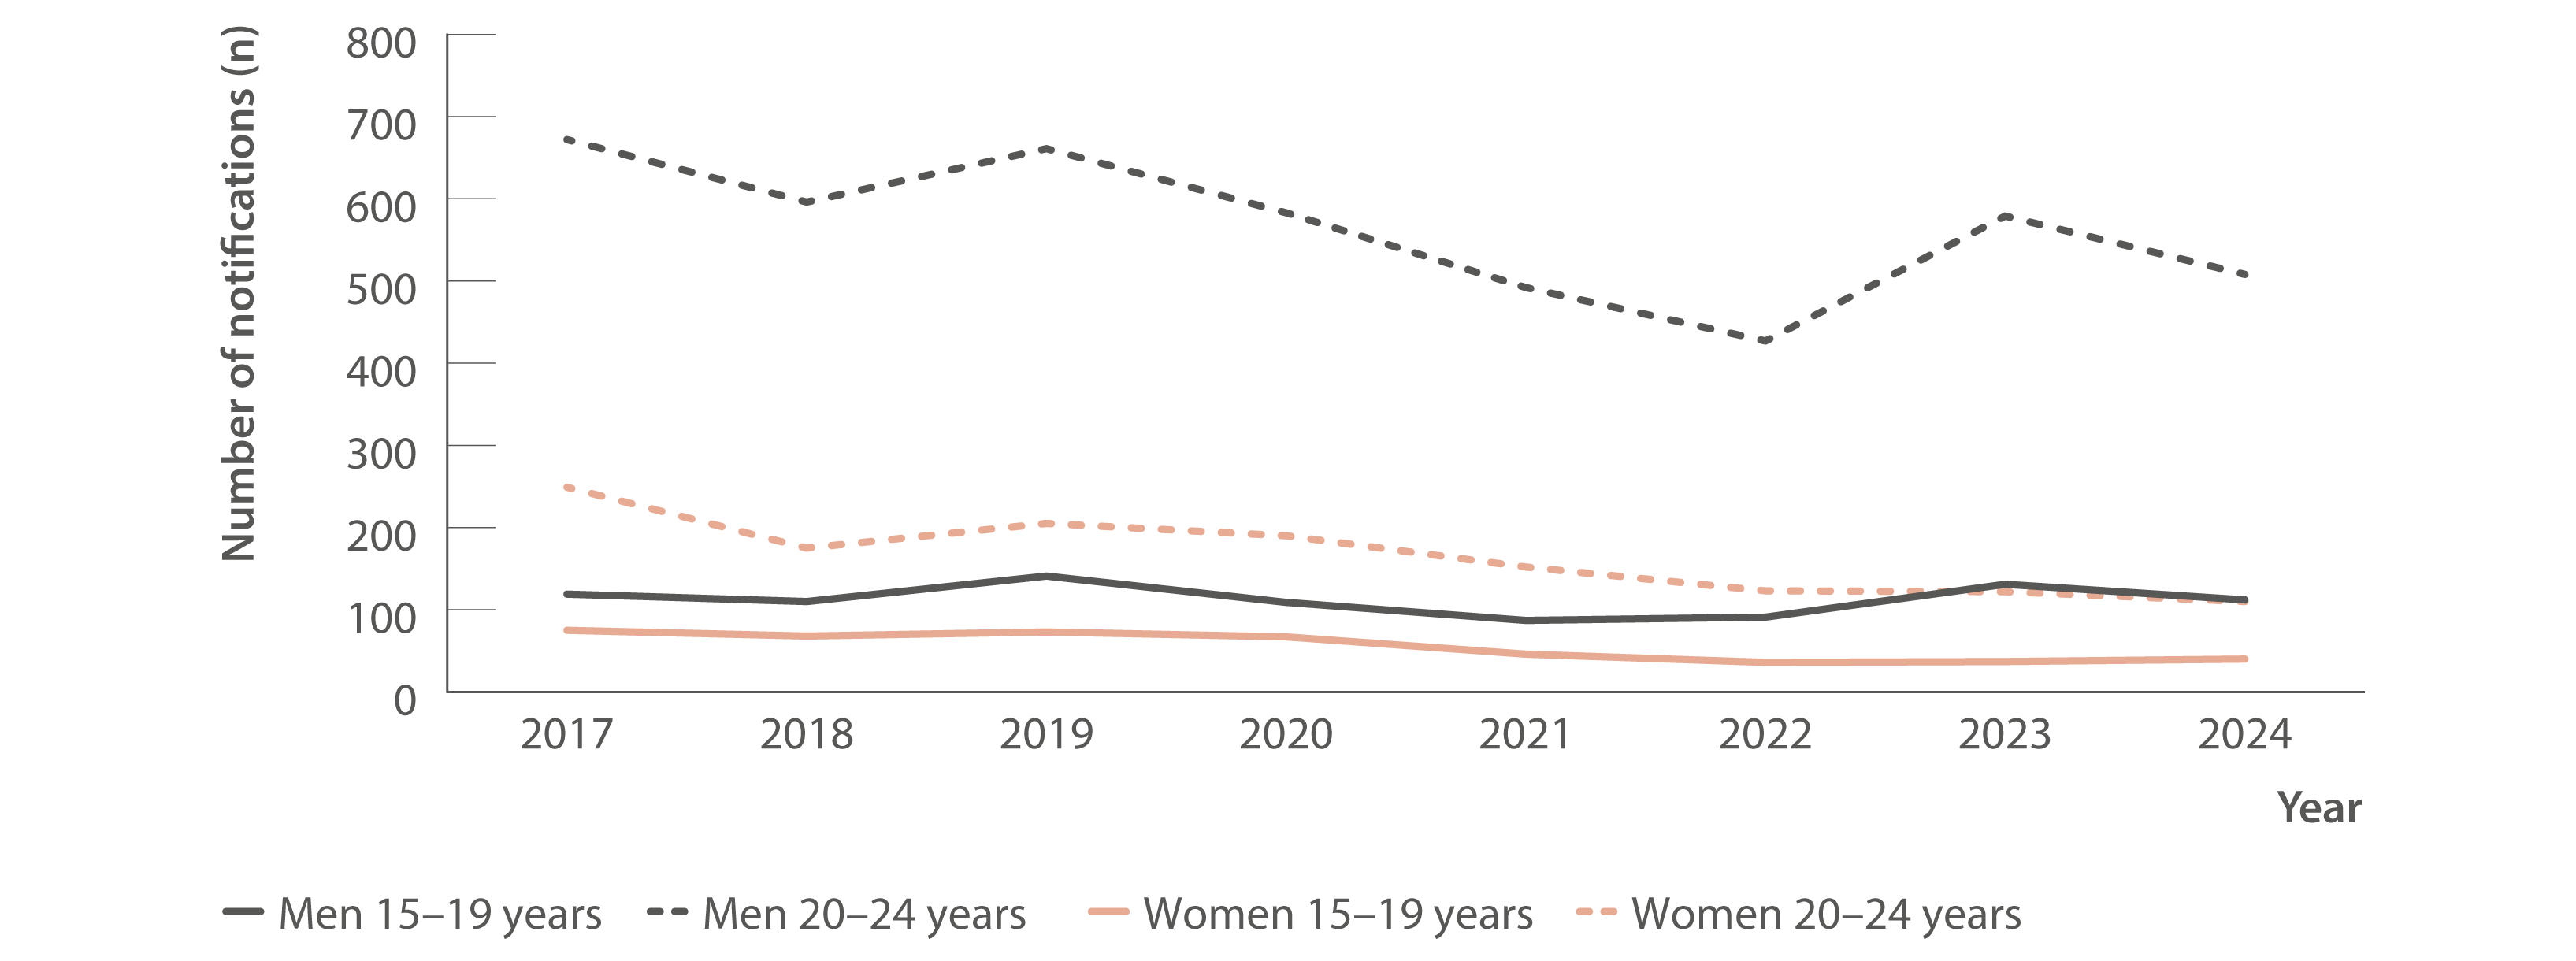 Number of notifications (n)
800
700
600
500
400
300
200
100
0
2017 2018 2019 2020 2021 2022 2023 2024
Year
Men 15–19 years Men 20–24 years Women 15–19 years Women 20–24 years